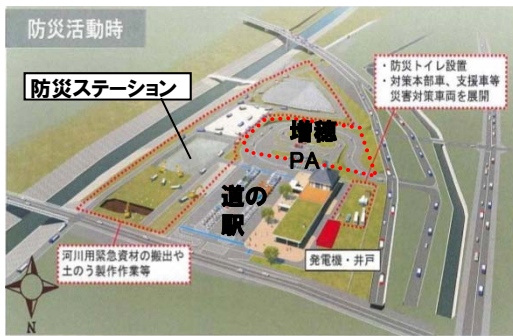 防災活動時
・防災トイレ設置
・対策本部車、支援車等
災害対策車両を展開
防災ステーション
増穂
PA
道の
駅
発電機・井戸
河川用緊急資材の搬出や
土のう製作作業等
N